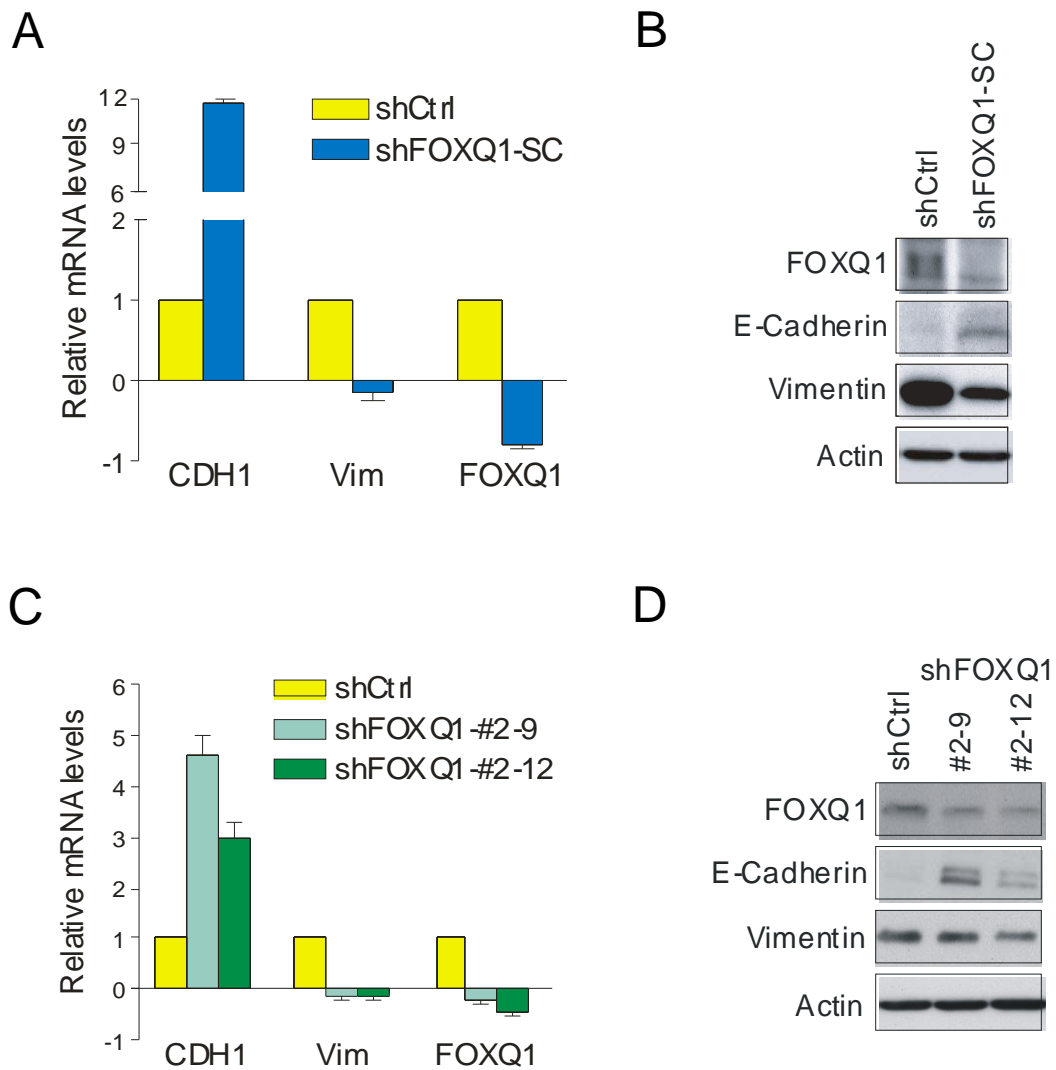 A
Relative mRNA levels
12
9
6
2
1
0
-1
shCtrl
shFOXQ1-SC
CDH1
Vim
FOXQ1
B
shCtrl
shFOXQ1-SC
FOXQ1
E-Cadherin
Vimentin
Actin
C
Relative mRNA levels
6
5
4
3
2
1
0
-1
shCtrl
shFOXQ1-#2-9
shFOXQ1-#2-12
CDH1
Vim
FOXQ1
D
shFOXQ1
shCtrl
#2-9
#2-12
FOXQ1
E-Cadherin
Vimentin
Actin